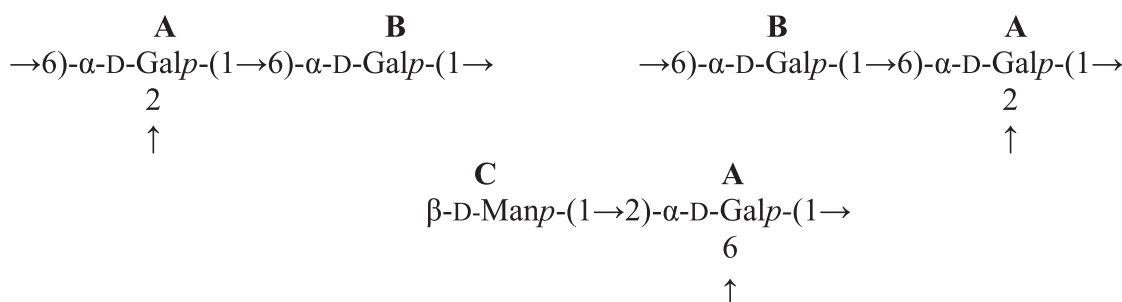 A B B A
→6)-α-D-Galp-(1→6)-α-D-Galp-(1→ →6)-α-D-Galp-(1→6)-α-D-Galp-(1→
2 2
↑ ↑
C A
β-D-Manp-(1→2)-α-D-Galp-(1→
6
↑